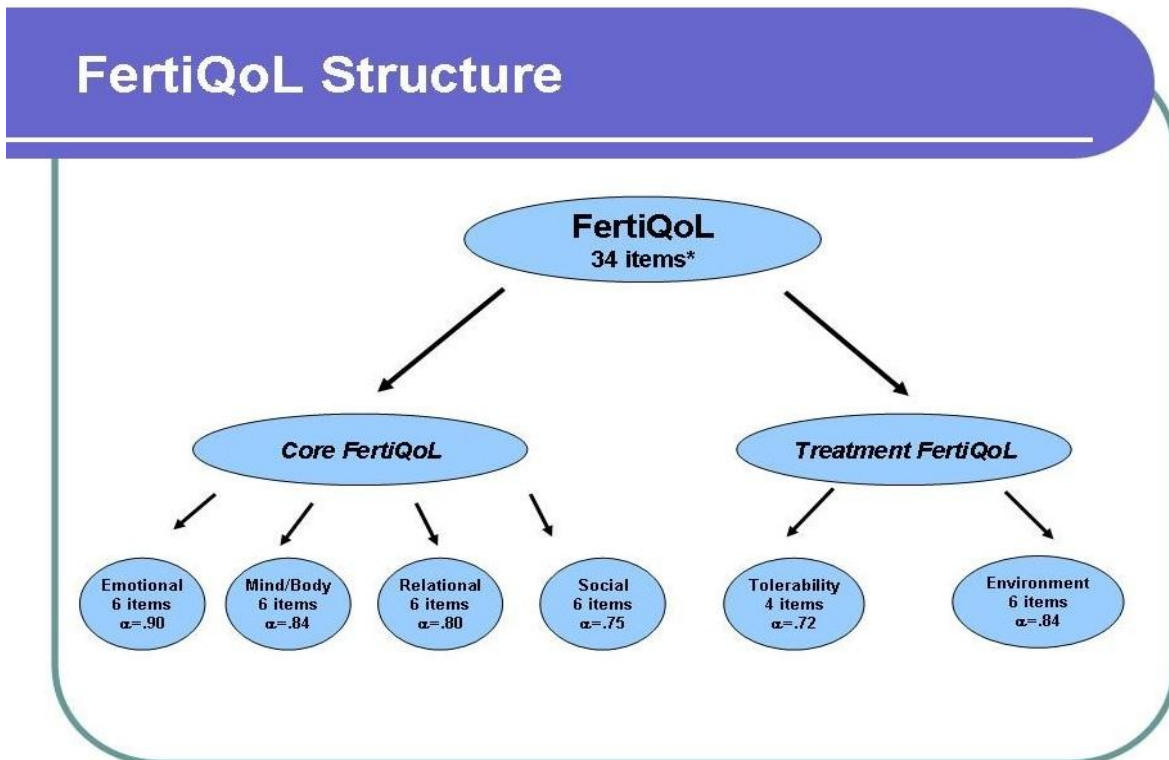 FertiQoL Structure
FertiQoL
34 items*
Core FertiQoL
Treatment FertiQoL
Emotional
6 items
α=.90
Mind/Body
6 items
α=.84
Relational
6 items
α=.80
Social
6 items
α=.75
Tolerability
4 items
α=.72
Environment
6 items
α=.84